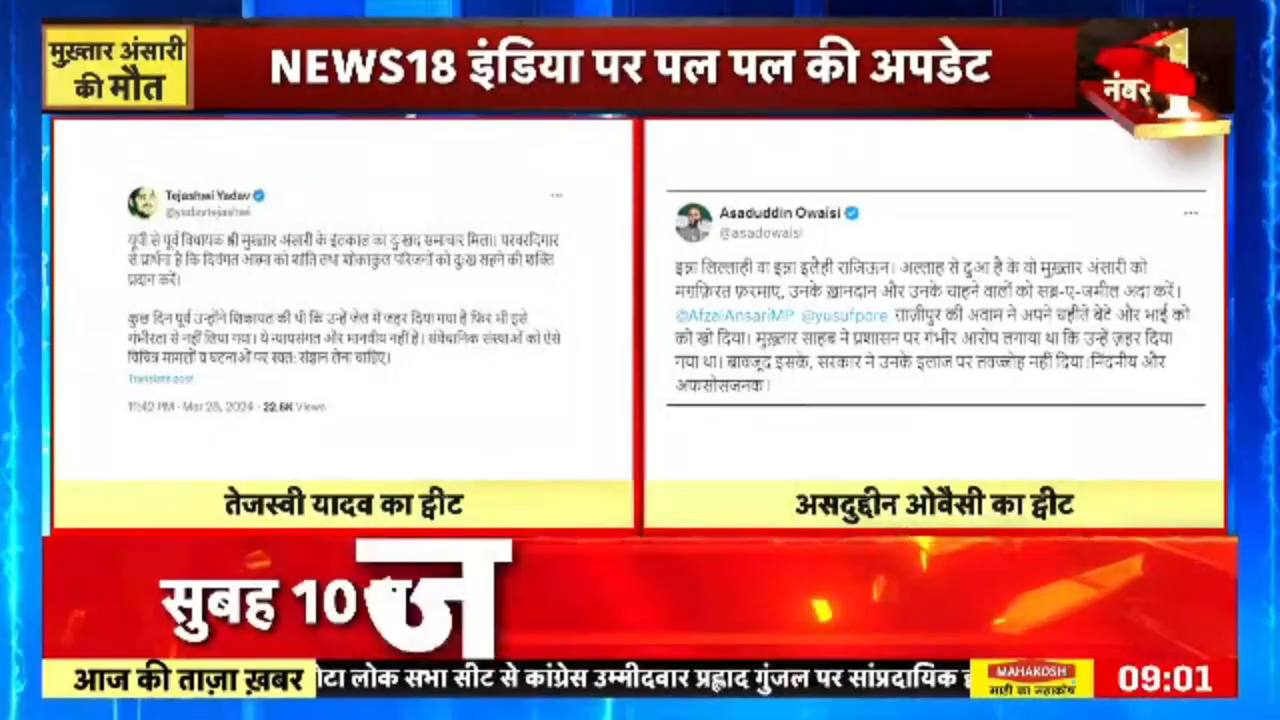 मुख़्तार अंसारी
की मौत
NEWS18 इंडिया पर पल पल की अपडेट
नंबर 1
Tejashwi Yadav
@yadavtejashwi
यूपी से पूर्व विधायक श्री मुख्तार अंसारी के इंतकाल का दुःखद समाचार मिला। परवरदिगार
से प्रार्थना है कि दिवंगत आत्मा को शांति तथा शोकाकुल परिजनों को दुःख सहने की शक्ति
प्रदान करें।
कुछ दिन पूर्व उन्होंने शिकायत की थी कि उन्हें जेल में जहर दिया गया है फिर भी इसे
गंभीरता से नहीं लिया गया। ये न्यायसंगत और मानवीय नहीं है। संवैधानिक संस्थाओं को ऐसे
विचित्र मामलों व घटनाओं पर स्वत: संज्ञान लेना चाहिए।
Translate post
11:42 PM · Mar 28, 2024 · 22.6K Views
तेजस्वी यादव का ट्वीट
Asaduddin Owaisi
@asadowaisi
इन्ना लिल्लाही वा इन्ना इलैही राजिऊन। अल्लाह से दुआ है के वो मुख़्तार अंसारी को
मग़फ़िरत फ़रमाए, उनके ख़ानदान और उनके चाहने वालों को सब्र-ए-जमील अदा करें।
@AfzalAnsariMP @yusufpore ग़ाज़ीपुर की अवाम ने अपने चहीते बेटे और भाई को
को खो दिया। मुख़्तार साहब ने प्रशासन पर गंभीर आरोप लगाया था कि उन्हें ज़हर दिया
गया था। बावजूद इसके, सरकार ने उनके इलाज पर तवज्जोह नहीं दिया।निंदनीय और
अफ़सोसजनक।
असदुद्दीन ओवैसी का ट्वीट
सुबह 10 ज
आज की ताज़ा ख़बर
ोटा लोक सभा सीट से कांग्रेस उम्मीदवार प्रह्लाद गुंजल पर सांप्रदायिक
MAHAKOSH
09:01